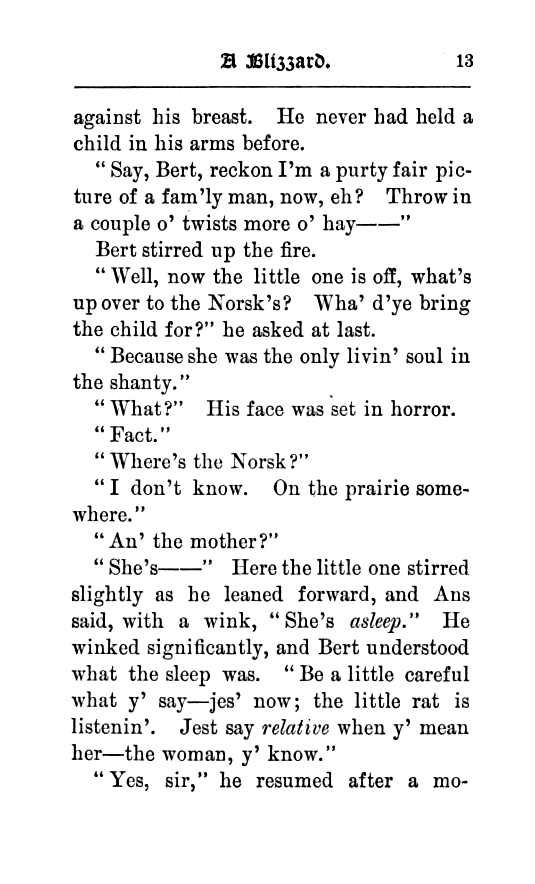 A Blizzard. 13
against his breast. He never had held a
child in his arms before.
“Say, Bert, reckon I'm a purty fair pic-
ture of a fam'ly man, now, eh? Throw in
a couple o' twists more o' hay——”
Bert stirred up the fire.
“Well, now the little one is off, what's
up over to the Norsk's? Wha' d'ye bring
the child for?” he asked at last.
“Because she was the only livin' soul in
the shanty.”
“What?” His face was set in horror.
“Fact.”
“Where's the Norsk?”
“I don't know. On the prairie some-
where.”
“An' the mother?”
“She's——” Here the little one stirred
slightly as he leaned forward, and Ans
said, with a wink, “She's asleep.” He
winked significantly, and Bert understood
what the sleep was. “Be a little careful
what y' say—jes' now; the little rat is
listenin'. Jest say relative when y' mean
her—the woman, y' know.”
“Yes, sir,” he resumed after a mo-